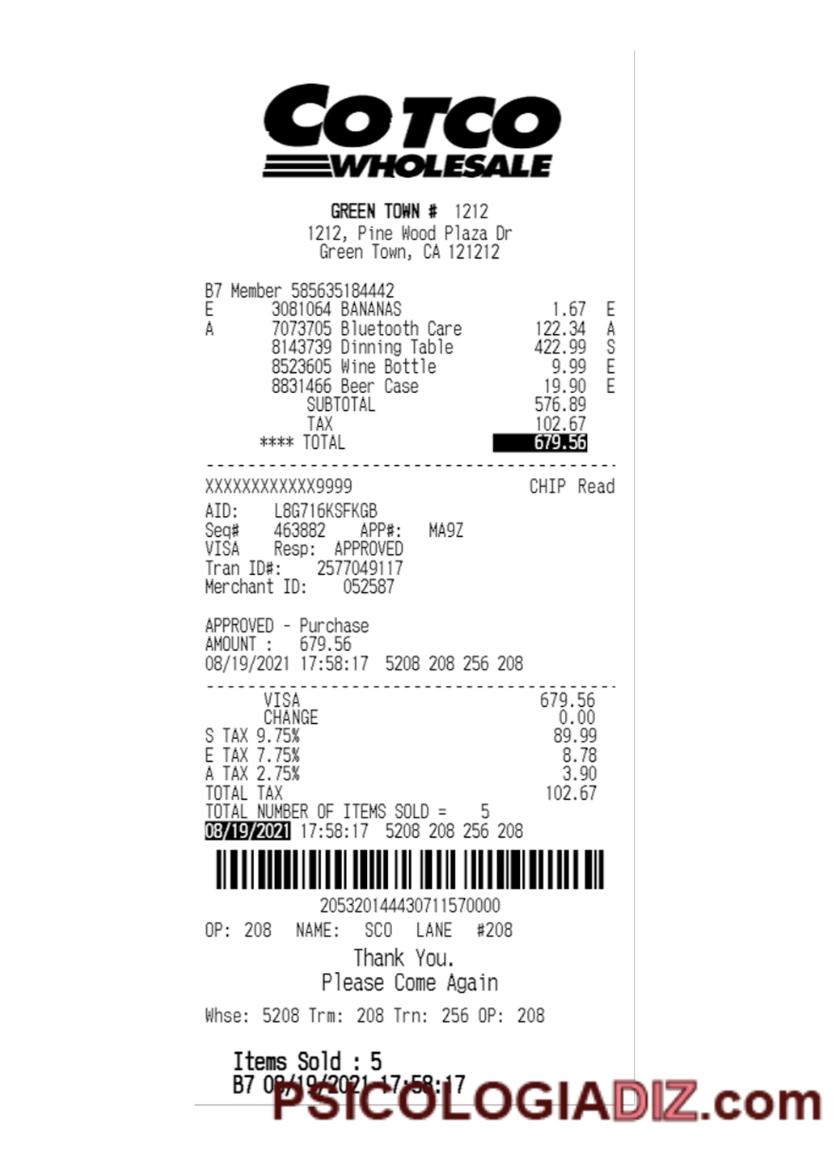 COTCO
WHOLESALE
GREEN TOWN # 1212
1212, Pine Wood Plaza Dr
Green Town, CA 121212
B7 Member 585635184442
E 3081064 BANANAS 1.67 E
A 7073705 Bluetooth Care 122.34 A
8143739 Dinning Table 422.99 S
8523605 Wine Bottle 9.99 E
8831466 Beer Case 19.90 E
SUBTOTAL 576.89
TAX 102.67
**** TOTAL 679.56
XXXXXXXXXXXX9999 CHIP Read
AID: L8G716KSFKGB
Seq# 463882 APP#: MA9Z
VISA Resp: APPROVED
Tran ID#: 2577049117
Merchant ID: 052587
APPROVED - Purchase
AMOUNT : 679.56
08/19/2021 17:58:17 5208 208 256 208
VISA 679.56
CHANGE 0.00
S TAX 9.75% 89.99
E TAX 7.75% 8.78
A TAX 2.75% 3.90
TOTAL TAX 102.67
TOTAL NUMBER OF ITEMS SOLD = 5
08/19/2021 17:58:17 5208 208 256 208
205320144430711570000
OP: 208 NAME: SCO LANE #208
Thank You.
Please Come Again
Whse: 5208 Trm: 208 Trn: 256 OP: 208
Items Sold : 5
B7 08/19/2021 17:58:17
PSICOLOGIADIZ.com